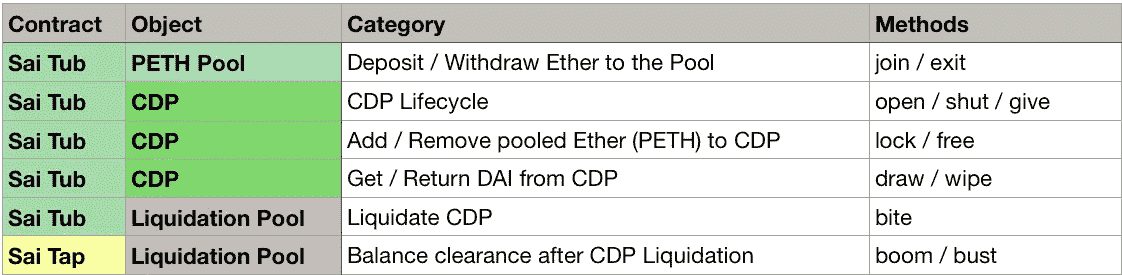 Contract Object Category Methods
Sai Tub PETH Pool Deposit / Withdraw Ether to the Pool join / exit
Sai Tub CDP CDP Lifecycle open / shut / give
Sai Tub CDP Add / Remove pooled Ether (PETH) to CDP lock / free
Sai Tub CDP Get / Return DAI from CDP draw / wipe
Sai Tub Liquidation Pool Liquidate CDP bite
Sai Tap Liquidation Pool Balance clearance after CDP Liquidation boom / bust